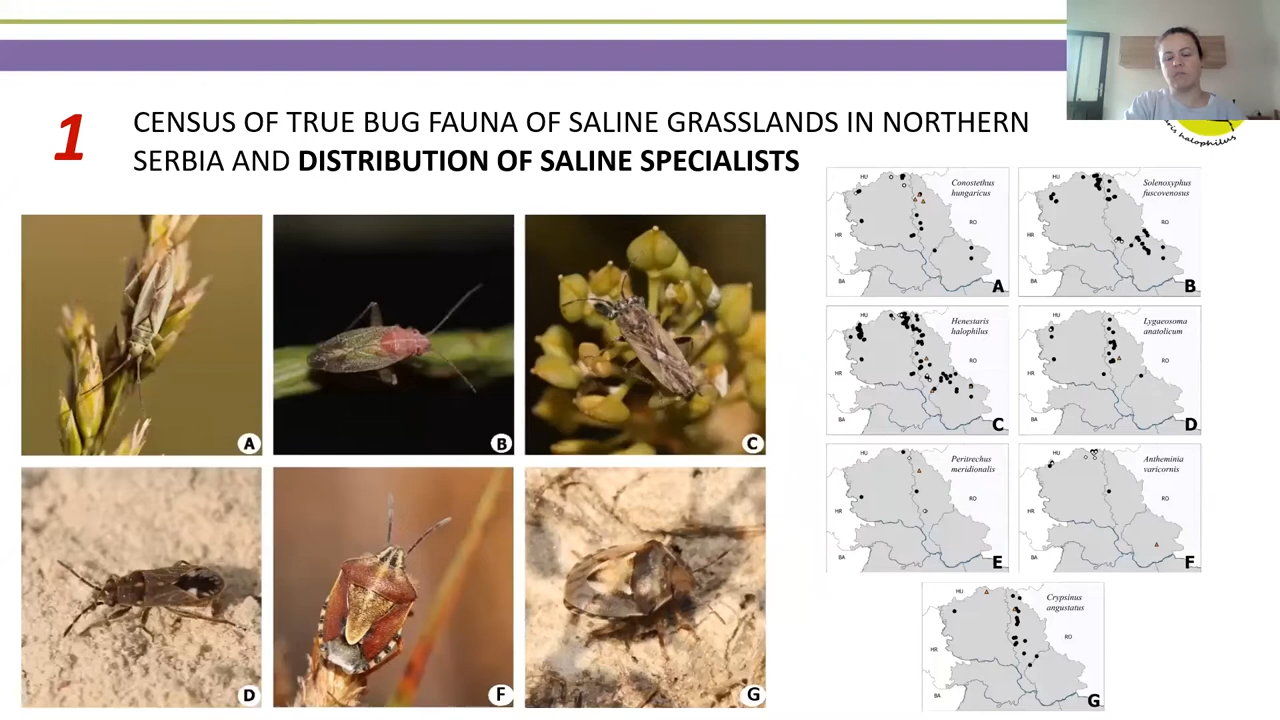 1
CENSUS OF TRUE BUG FAUNA OF SALINE GRASSLANDS IN NORTHERN
SERBIA AND DISTRIBUTION OF SALINE SPECIALISTS
halophilus
A
B
C
D
F
G
HU
Conostethus
hungaricus
RO
HR
BA
A
HU
Solenoxyphus
fuscovenosus
RO
HR
BA
B
HU
Henestaris
halophilus
RO
HR
BA
C
HU
Lygaeosoma
anatolicum
RO
HR
BA
D
HU
Peritrechus
meridionalis
RO
HR
BA
E
HU
Antheminia
varicornis
RO
HR
BA
F
HU
Crypsinus
angustatus
RO
HR
BA
G